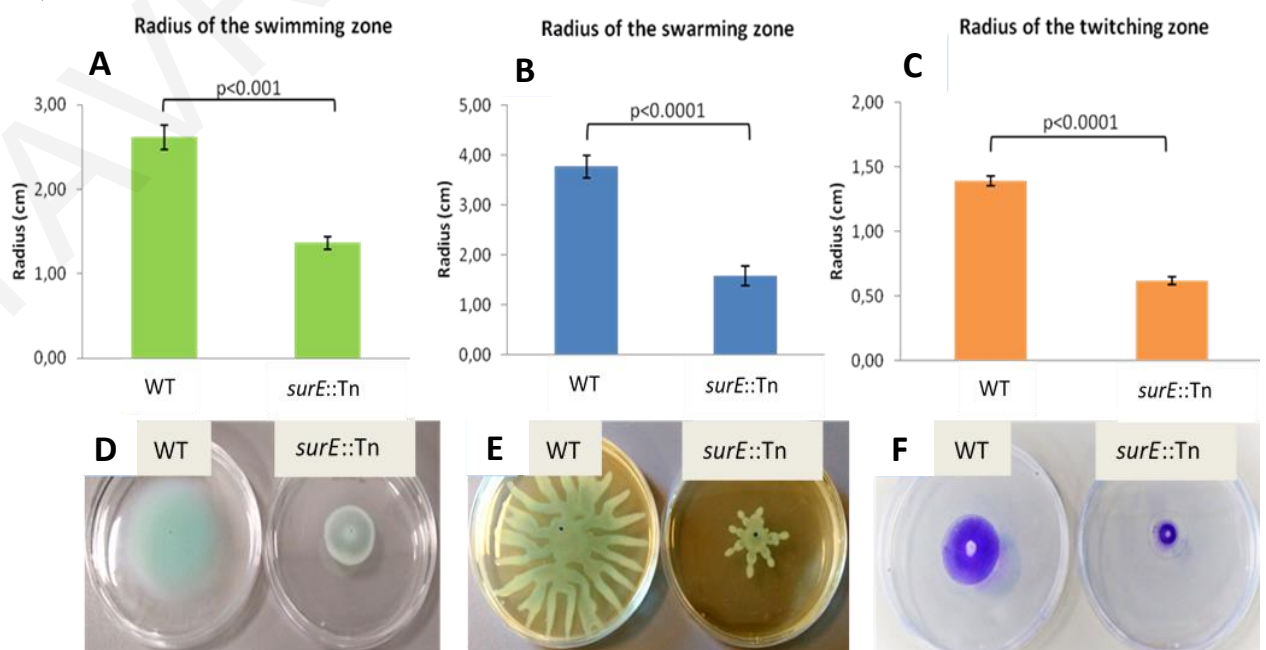 Radius of the swimming zone
Radius of the swarming zone
Radius of the twitching zone
A
B
C
p<0.001
p<0.0001
p<0.0001
3,00
2,00
1,00
0,00
Radius (cm)
WT
surE::Tn
5,00
4,00
3,00
2,00
1,00
0,00
Radius (cm)
WT
surE::Tn
2,00
1,50
1,00
0,50
0,00
Radius (cm)
WT
surE::Tn
D
WT
surE::Tn
E
WT
surE::Tn
F
WT
surE::Tn